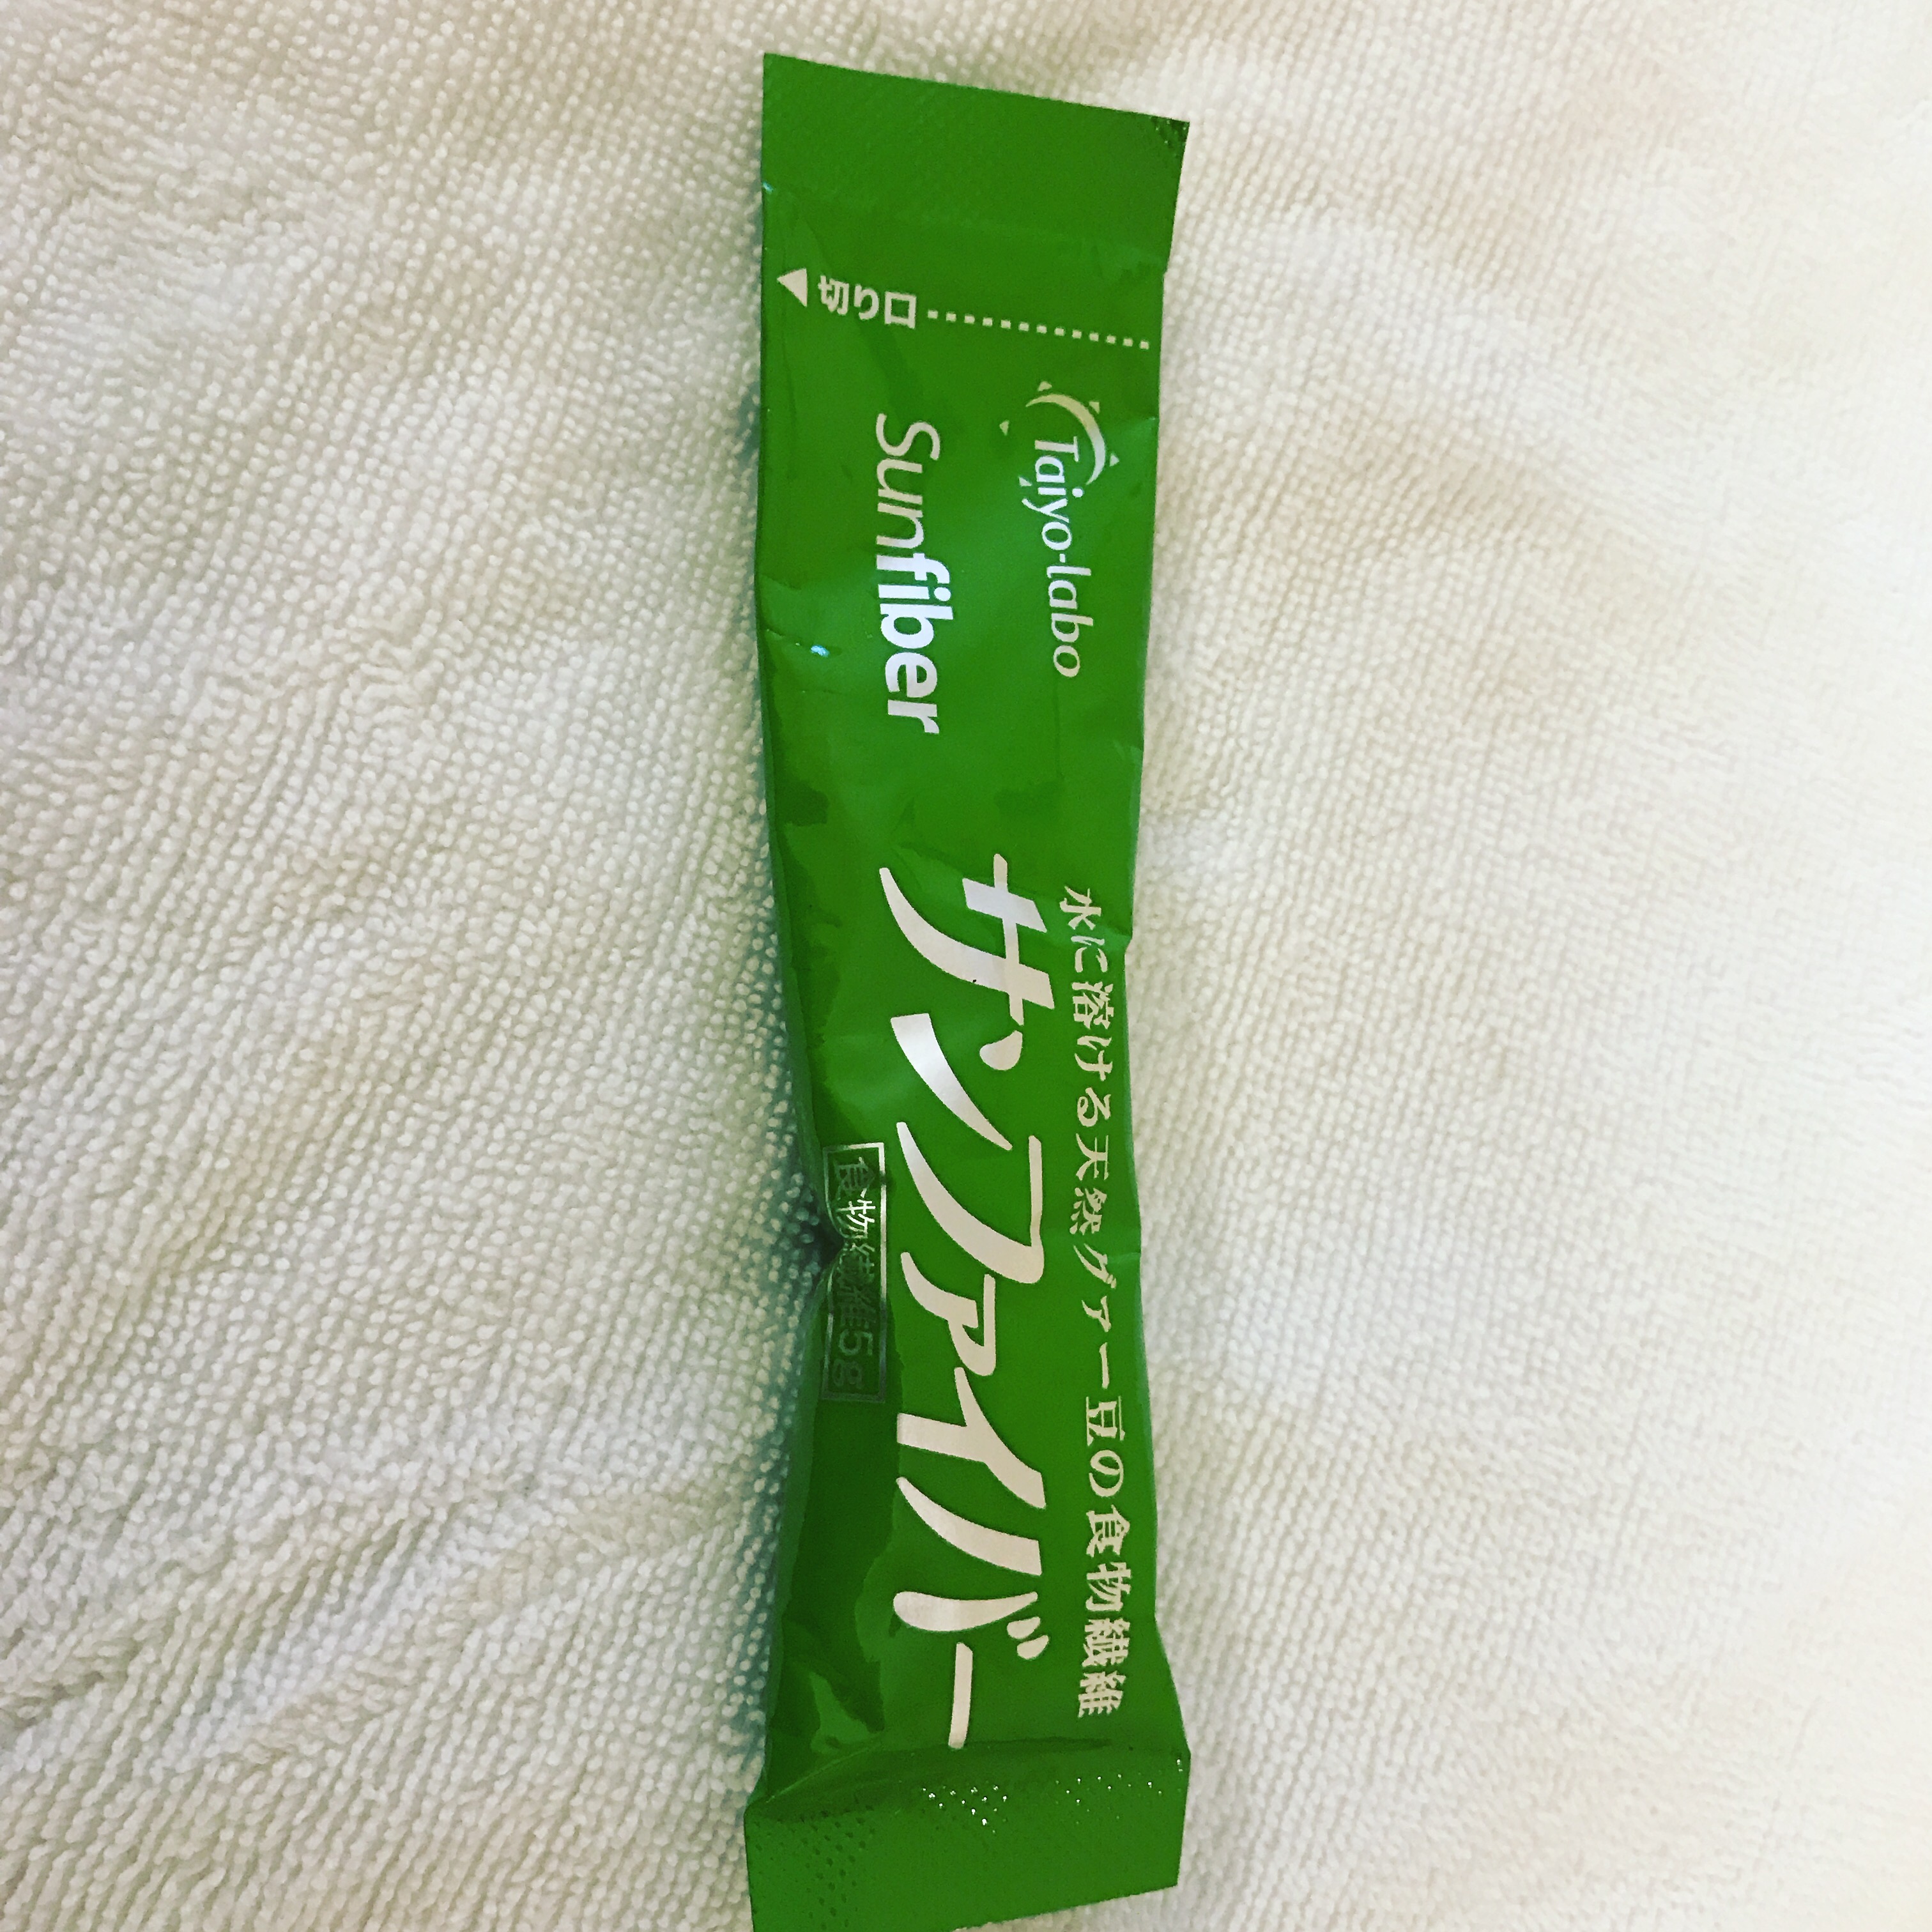 切り口
Taiyo-labo
Sunfiber
水に溶ける天然グァー豆の食物繊維
サンファイバー
食物繊維5g